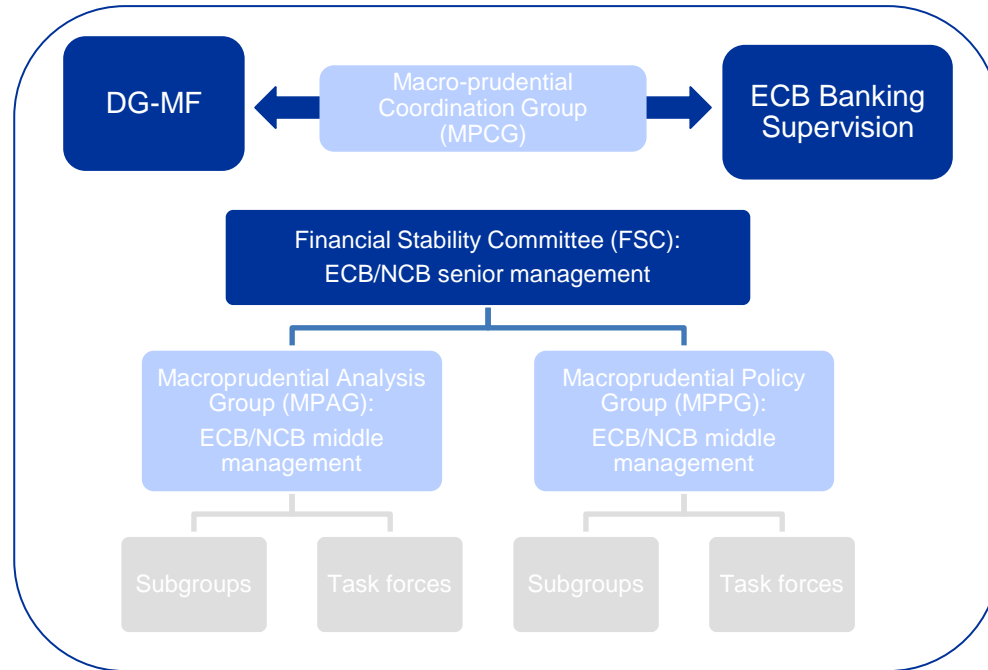 DG-MF
Macro-prudential
Coordination Group
(MPCG)
ECB Banking
Supervision
Financial Stability Committee (FSC):
ECB/NCB senior management
Macroprudential Analysis
Group (MPAG):
ECB/NCB middle
management
Macroprudential Policy
Group (MPPG):
ECB/NCB middle
management
Subgroups
Task forces
Subgroups
Task forces